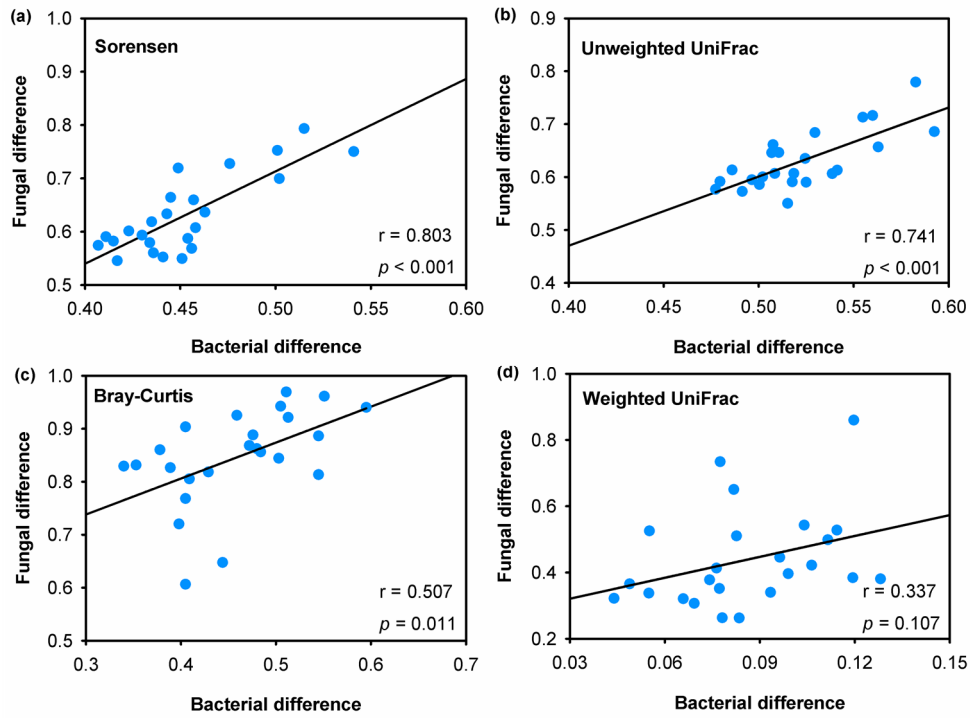 (a)
Sorensen
Fungal difference
1.0
0.9
0.8
0.7
0.6
0.5
r = 0.803
p < 0.001
0.40 0.45 0.50 0.55 0.60
Bacterial difference
(b)
Unweighted UniFrac
Fungal difference
0.9
0.8
0.7
0.6
0.5
0.4
r = 0.741
p < 0.001
0.40 0.45 0.50 0.55 0.60
Bacterial difference
(c)
Bray-Curtis
Fungal difference
1.0
0.9
0.8
0.7
0.6
0.5
r = 0.507
p = 0.011
0.3 0.4 0.5 0.6 0.7
Bacterial difference
(d)
Weighted UniFrac
Fungal difference
1.0
0.8
0.6
0.4
0.2
r = 0.337
p = 0.107
0.03 0.06 0.09 0.12 0.15
Bacterial difference